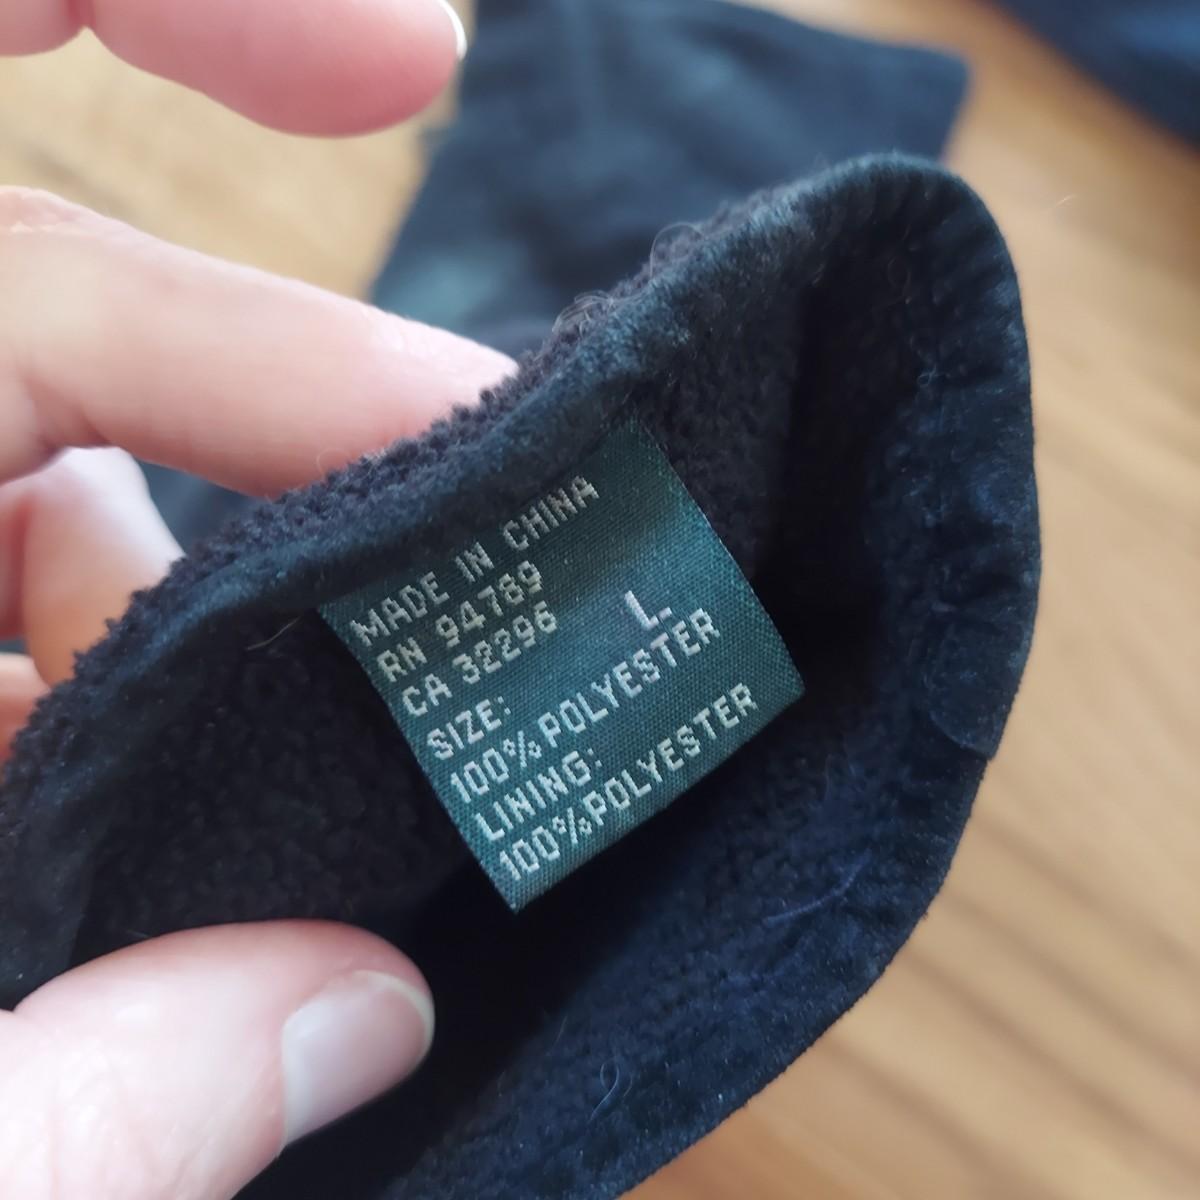 MADE IN CHINA
RN 94789
CA 32296
SIZE: L
100% POLYESTER
LINING:
100% POLYESTER